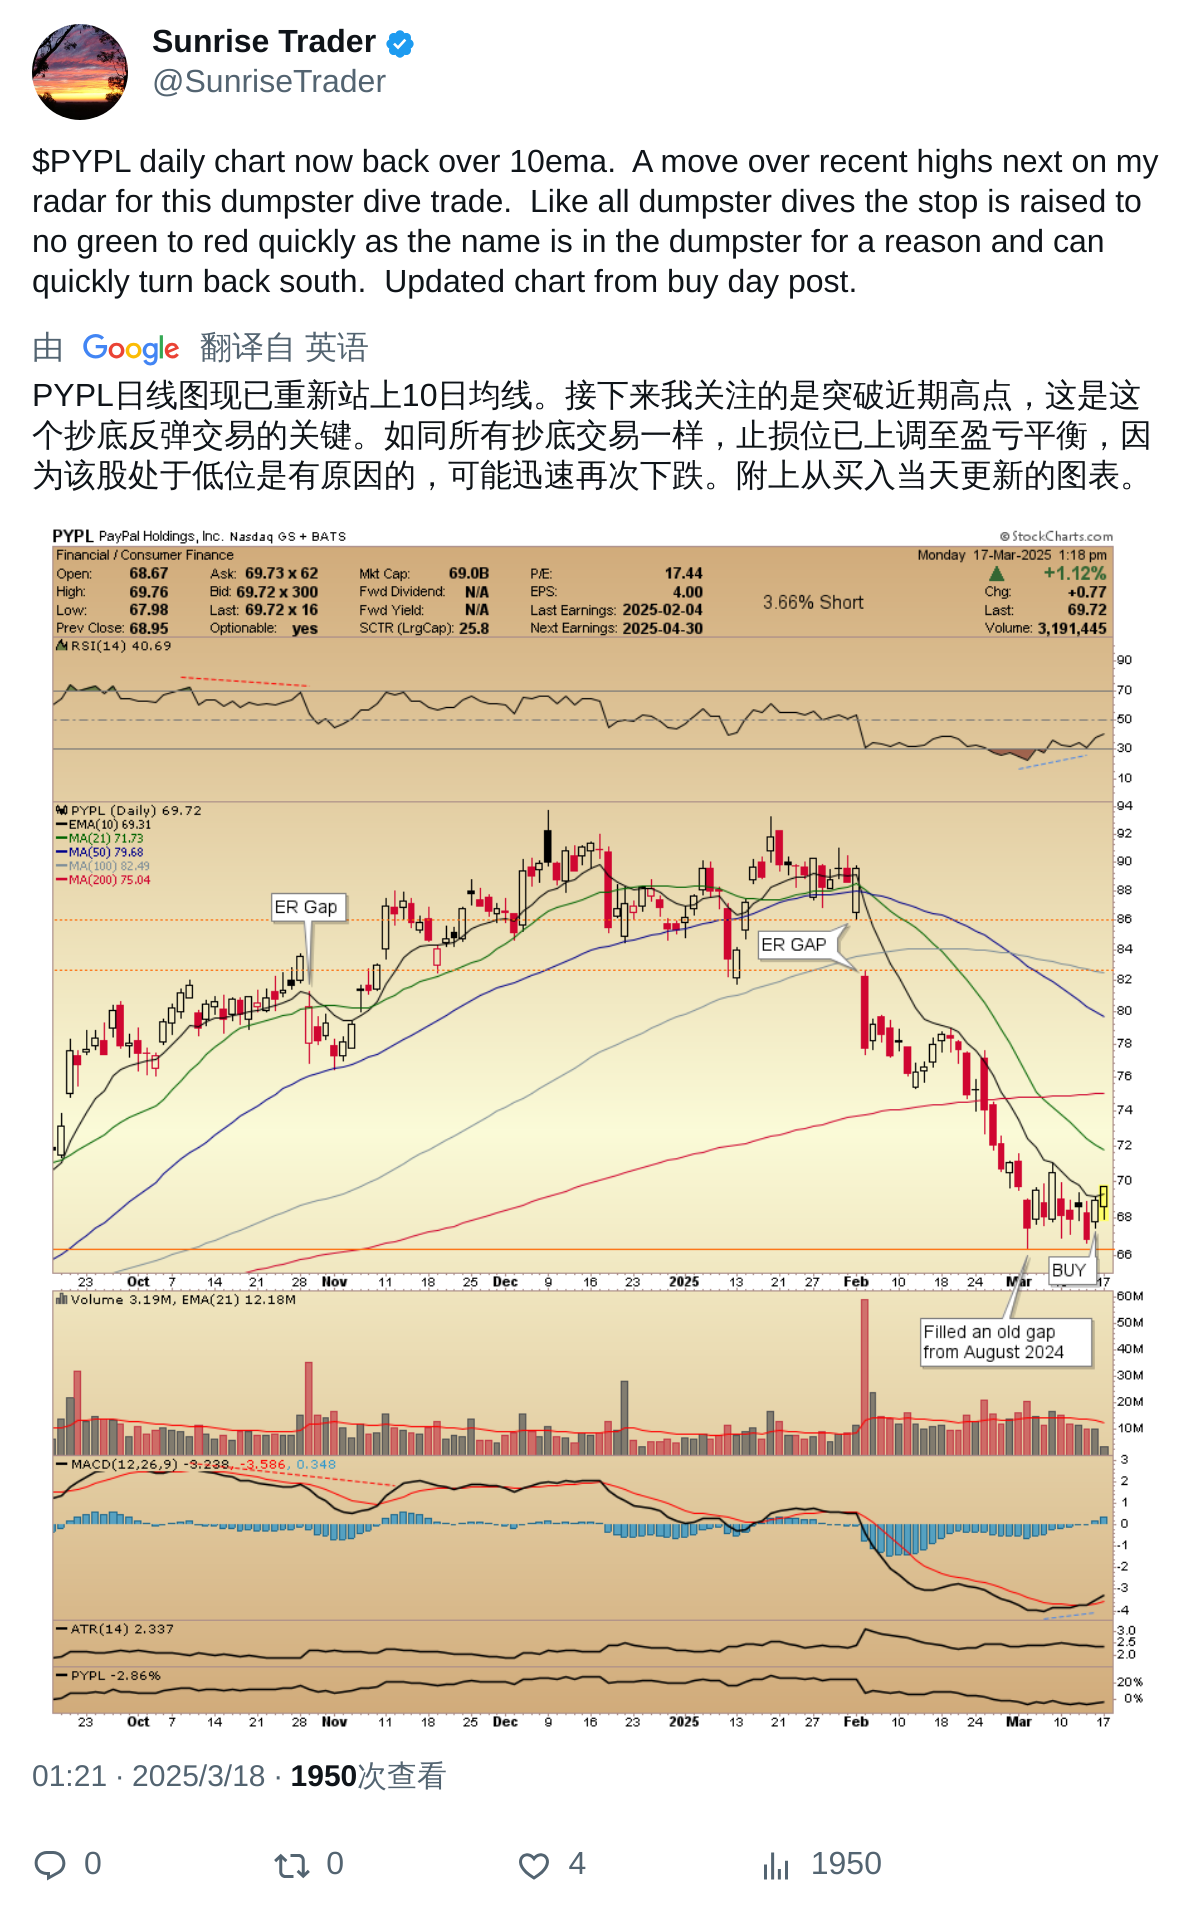 Sunrise Trader
@SunriseTrader
$PYPL daily chart now back over 10ema.  A move over recent highs next on my
radar for this dumpster dive trade.  Like all dumpster dives the stop is raised to
no green to red quickly as the name is in the dumpster for a reason and can
quickly turn back south.  Updated chart from buy day post.
由 Google 翻译自 英语
PYPL日线图现已重新站上10日均线。接下来我关注的是突破近期高点，这是这
个抄底反弹交易的关键。如同所有抄底交易一样，止损位已上调至盈亏平衡，因
为该股处于低位是有原因的，可能迅速再次下跌。附上从买入当天更新的图表。
PYPL PayPal Holdings, Inc. Nasdaq GS + BATS © StockCharts.com
Financial / Consumer Finance Monday 17-Mar-2025 1:18 pm
Open: 68.67 Ask: 69.73 x 62 Mkt Cap: 69.0B P/E: 17.44 ▲ +1.12%
High: 69.76 Bid: 69.72 x 300 Fwd Dividend: N/A EPS: 4.00 3.66% Short Chg: +0.77
Low: 67.98 Last: 69.72 x 16 Fwd Yield: N/A Last Earnings: 2025-02-04 Last: 69.72
Prev Close: 68.95 Optionable: yes SCTR (LrgCap): 25.8 Next Earnings: 2025-04-30 Volume: 3,191,445
RSI(14) 40.69
90
70
50
30
10
PYPL (Daily) 69.72
EMA(10) 69.31
MA(21) 71.73
MA(50) 79.68
MA(100) 82.49
MA(200) 75.04
94
92
90
88
86
84
82
80
78
76
74
72
70
68
66
ER Gap
ER GAP
BUY
23 Oct 7 14 21 28 Nov 11 18 25 Dec 9 16 23 2025 13 21 27 Feb 10 18 24 Mar 17
Filled an old gap
from August 2024
Volume 3.19M, EMA(21) 12.18M
60M
50M
40M
30M
20M
10M
MACD(12,26,9) -3.238, -3.586, 0.348
3
2
1
0
-1
-2
-3
-4
ATR(14) 2.337
3.0
2.5
2.0
PYPL -2.86%
20%
0%
23 Oct 7 14 21 28 Nov 11 18 25 Dec 9 16 23 2025 13 21 27 Feb 10 18 24 Mar 10 17
01:21 · 2025/3/18 · 1950次查看
0 0 4 1950